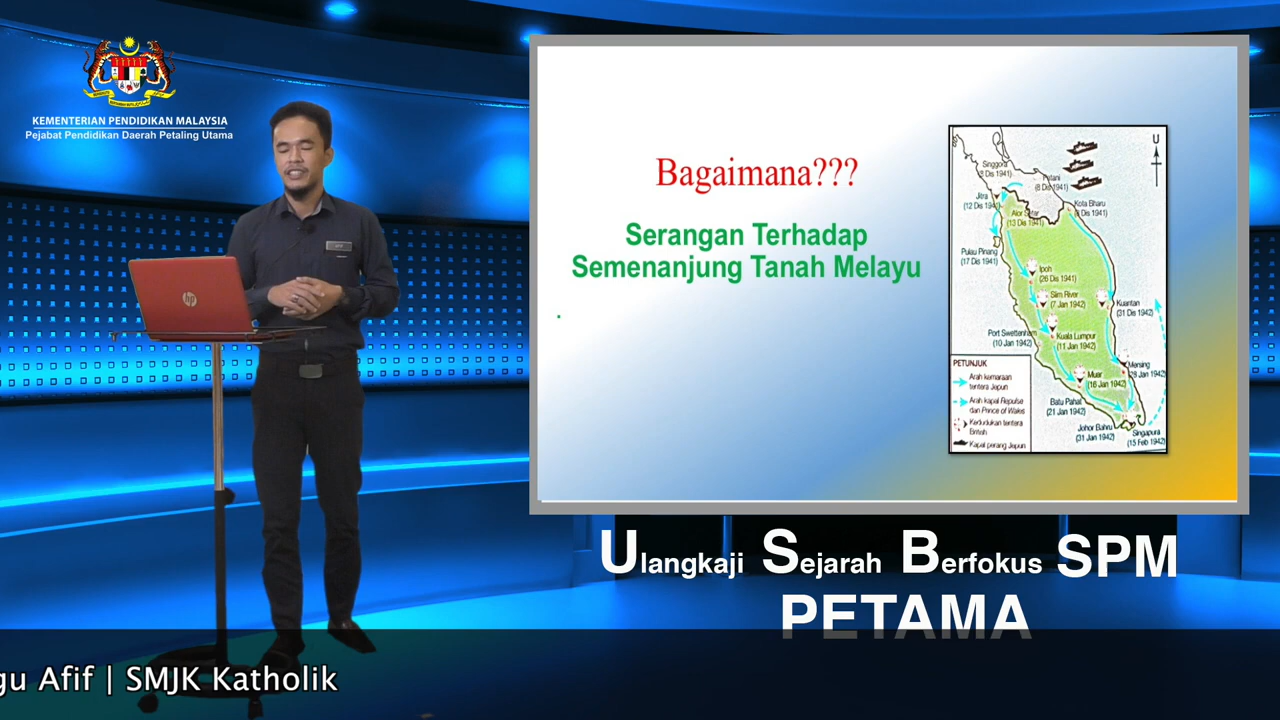 KEMENTERIAN PENDIDIKAN MALAYSIA
Pejabat Pendidikan Daerah Petaling Utama
hp
Bagaimana???
Serangan Terhadap
Semenanjung Tanah Melayu
U
Singgora
(8 Dis 1941)
Patani
(8 Dis 1941)
Jitra
(12 Dis 1941)
Alor Setar
(13 Dis 1941)
Kota Bharu
(8 Dis 1941)
Pulau Pinang
(17 Dis 1941)
Ipoh
(26 Dis 1941)
Slim River
(7 Jan 1942)
Kuantan
(31 Dis 1941)
Port Swettenham
(10 Jan 1942)
Kuala Lumpur
(11 Jan 1942)
Mersing
(28 Jan 1942)
Muar
(16 Jan 1942)
Batu Pahat
(21 Jan 1942)
Johor Bahru
(31 Jan 1942)
Singapura
(15 Feb 1942)
PETUNJUK
Arah kemaraan
tentera Jepun
Arah kapal Repulse
dan Prince of Wales
Kedudukan tentera
British
Kapal perang Jepun
Ulangkaji Sejarah Berfokus SPM
PETAMA
gu Afif | SMJK Katholik